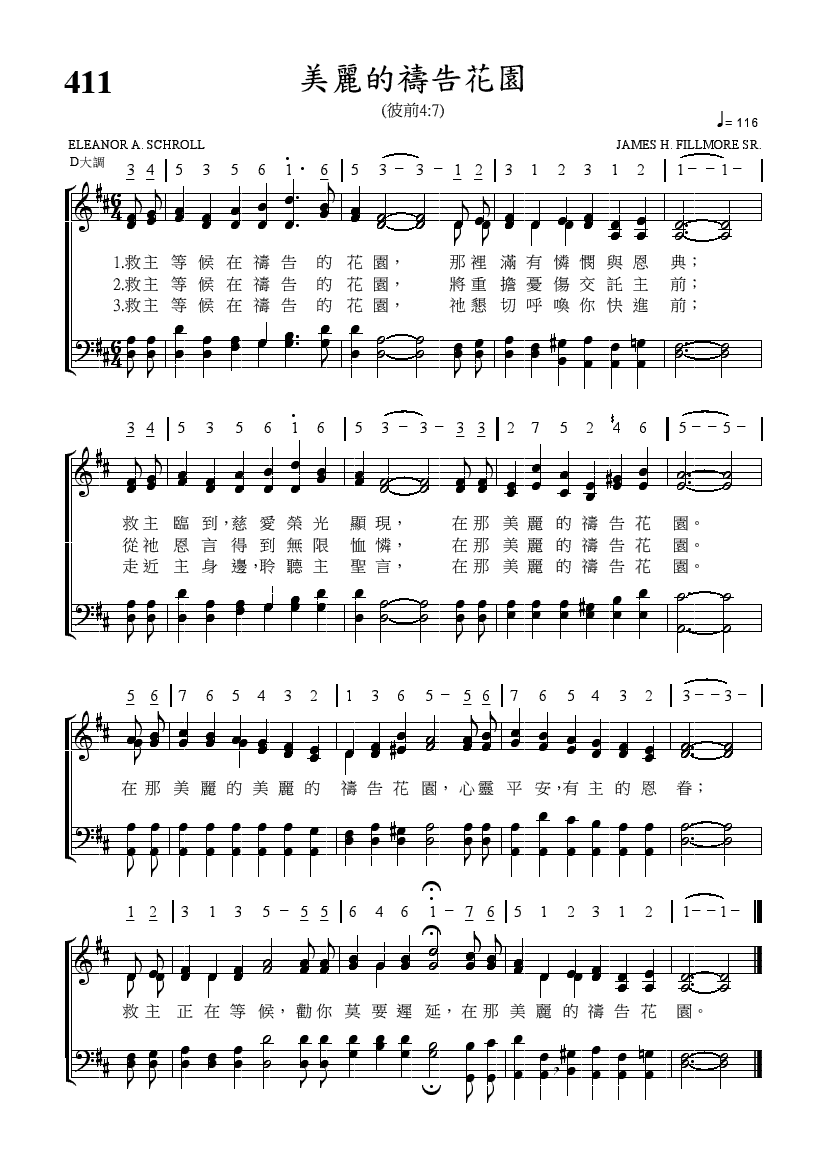 411
美麗的禱告花園
(彼前4:7)
♩= 116
ELEANOR A. SCHROLL
JAMES H. FILLMORE SR.
D大調
3 4 | 5 3 5 6 1· 6 | 5 3 – 3 – 1 2 | 3 1 2 3 1 2 | 1 – – 1 – |
6/4
1.救主等候在禱告的花園, 那裡滿有憐憫與恩典;
2.救主等候在禱告的花園, 將重擔憂傷交託主前;
3.救主等候在禱告的花園, 祂懇切呼喚你快進前;
6/4
3 4 | 5 3 5 6 1 6 | 5 3 – 3 – 3 3 | 2 7 5 2 4 6 | 5 – – 5 – |
救主臨到,慈愛榮光顯現, 在那美麗的禱告花園。
從祂恩言得到無限恤憐, 在那美麗的禱告花園。
走近主身邊,聆聽主聖言, 在那美麗的禱告花園。
5 6 | 7 6 5 4 3 2 | 1 3 6 5 – 5 6 | 7 6 5 4 3 2 | 3 – – 3 – |
在那美麗的美麗的禱告花園,心靈平安,有主的恩眷;
1 2 | 3 1 3 5 – 5 5 | 6 4 6 1 – 7 6 | 5 1 2 3 1 2 | 1 – – 1 – |
救主正在等候,勸你莫要遲延,在那美麗的禱告花園。